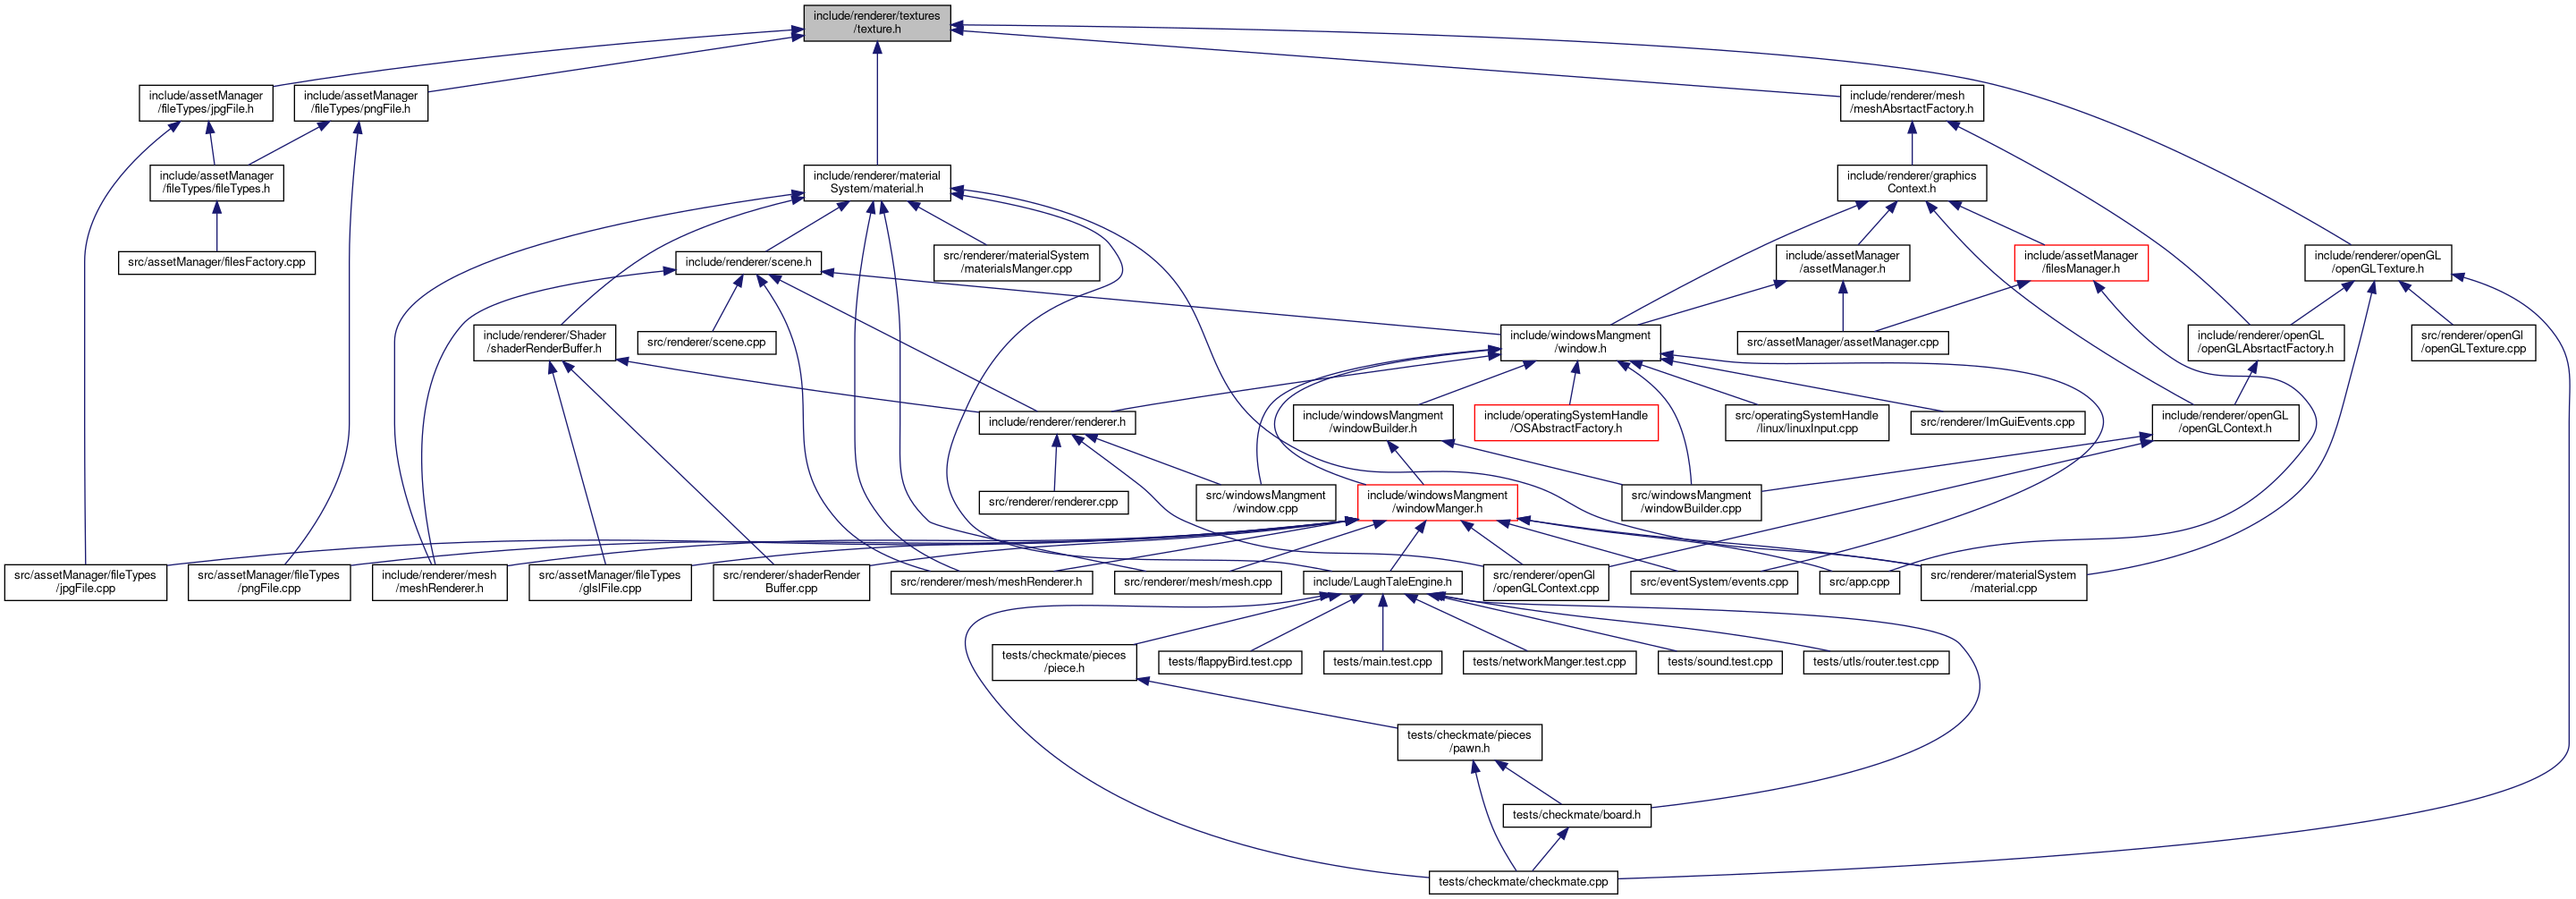 include/renderer/textures
/texture.h
include/assetManager
/fileTypes/jpgFile.h
include/assetManager
/fileTypes/pngFile.h
include/renderer/mesh
/meshAbsrtactFactory.h
include/assetManager
/fileTypes/fileTypes.h
include/renderer/material
System/material.h
include/renderer/graphics
Context.h
src/assetManager/filesFactory.cpp
include/renderer/scene.h
src/renderer/materialSystem
/materialsManger.cpp
include/assetManager
/assetManager.h
include/assetManager
/filesManager.h
include/renderer/openGL
/openGLTexture.h
include/renderer/Shader
/shaderRenderBuffer.h
src/renderer/scene.cpp
include/windowsMangment
/window.h
src/assetManager/assetManager.cpp
include/renderer/openGL
/openGLAbsrtactFactory.h
src/renderer/openGl
/openGLTexture.cpp
include/renderer/renderer.h
include/windowsMangment
/windowBuilder.h
include/operatingSystemHandle
/OSAbstractFactory.h
src/operatingSystemHandle
/linux/linuxInput.cpp
src/renderer/ImGuiEvents.cpp
include/renderer/openGL
/openGLContext.h
src/renderer/renderer.cpp
src/windowsMangment
/window.cpp
include/windowsMangment
/windowManger.h
src/windowsMangment
/windowBuilder.cpp
src/assetManager/fileTypes
/jpgFile.cpp
src/assetManager/fileTypes
/pngFile.cpp
include/renderer/mesh
/meshRenderer.h
src/assetManager/fileTypes
/glslFile.cpp
src/renderer/shaderRender
Buffer.cpp
src/renderer/mesh/meshRenderer.h
src/renderer/mesh/mesh.cpp
include/LaughTaleEngine.h
src/renderer/openGl
/openGLContext.cpp
src/eventSystem/events.cpp
src/app.cpp
src/renderer/materialSystem
/material.cpp
tests/checkmate/pieces
/piece.h
tests/flappyBird.test.cpp
tests/main.test.cpp
tests/networkManger.test.cpp
tests/sound.test.cpp
tests/utls/router.test.cpp
tests/checkmate/pieces
/pawn.h
tests/checkmate/board.h
tests/checkmate/checkmate.cpp